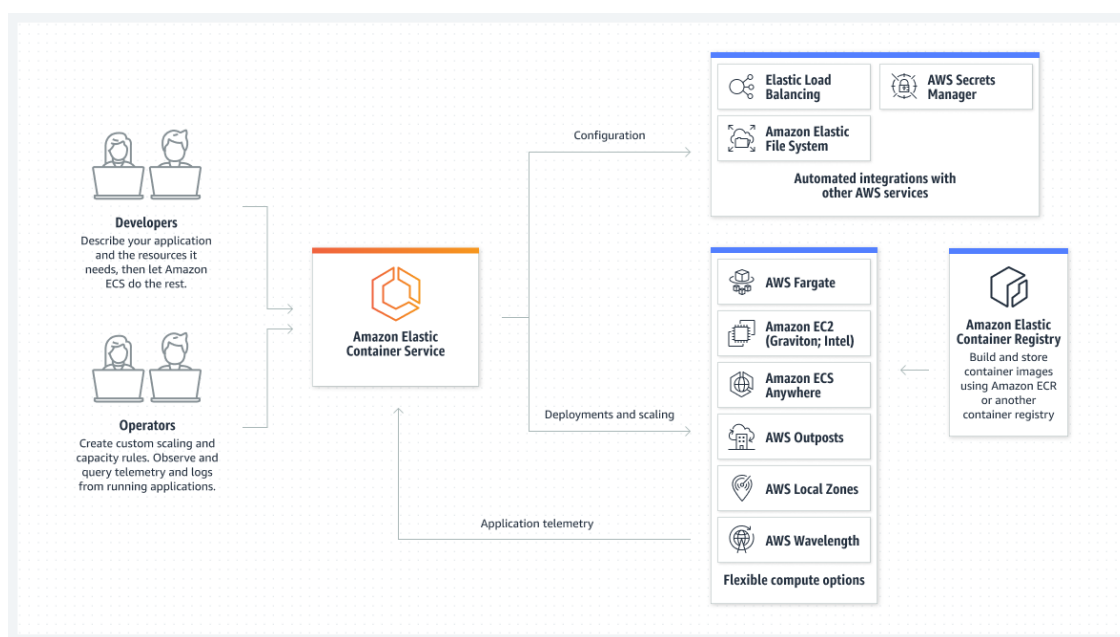 Developers
Describe your application
and the resources it
needs, then let Amazon
ECS do the rest.
Operators
Create custom scaling and
capacity rules. Observe and
query telemetry and logs
from running applications.
Amazon Elastic
Container Service
Configuration
Deployments and scaling
Application telemetry
Elastic Load
Balancing
AWS Secrets
Manager
Amazon Elastic
File System
Automated integrations with
other AWS services
AWS Fargate
Amazon EC2
(Graviton; Intel)
Amazon ECS
Anywhere
AWS Outposts
AWS Local Zones
AWS Wavelength
Flexible compute options
Amazon Elastic
Container Registry
Build and store
container images
using Amazon ECR
or another
container registry